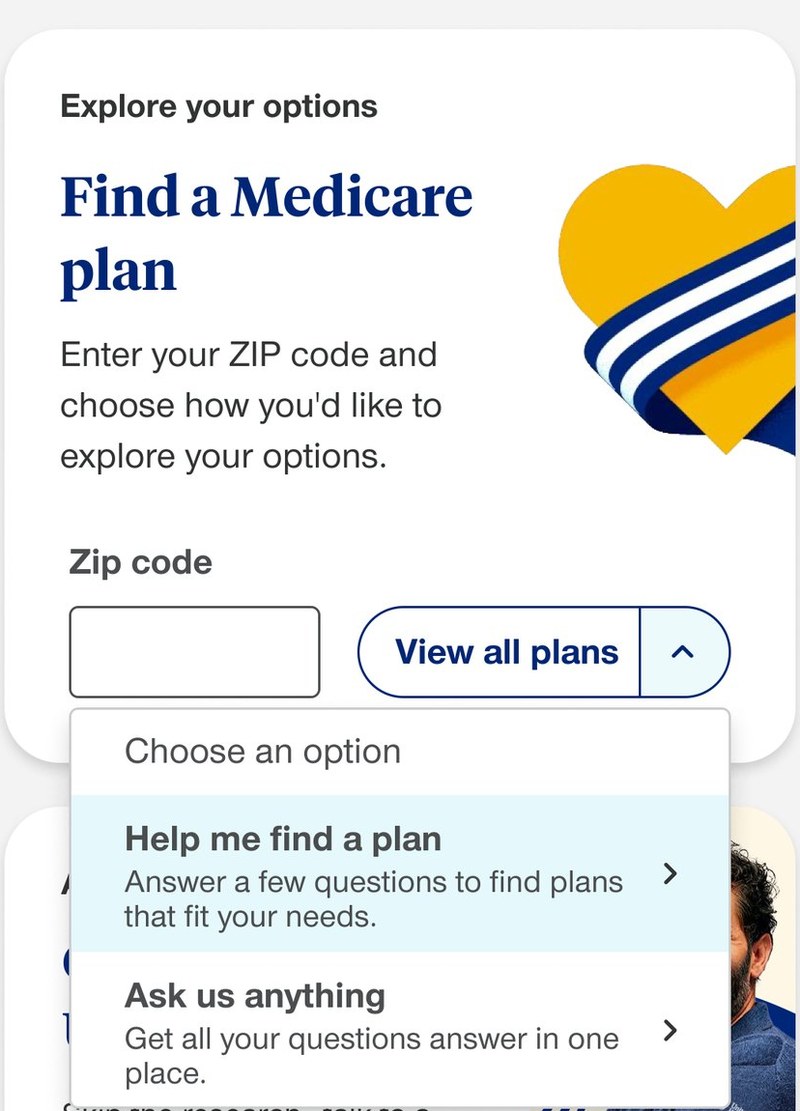 Explore your options
Find a Medicare
plan
Enter your ZIP code and
choose how you'd like to
explore your options.
Zip code
View all plans
Choose an option
Help me find a plan
Answer a few questions to find plans
that fit your needs.
Ask us anything
Get all your questions answer in one
place.